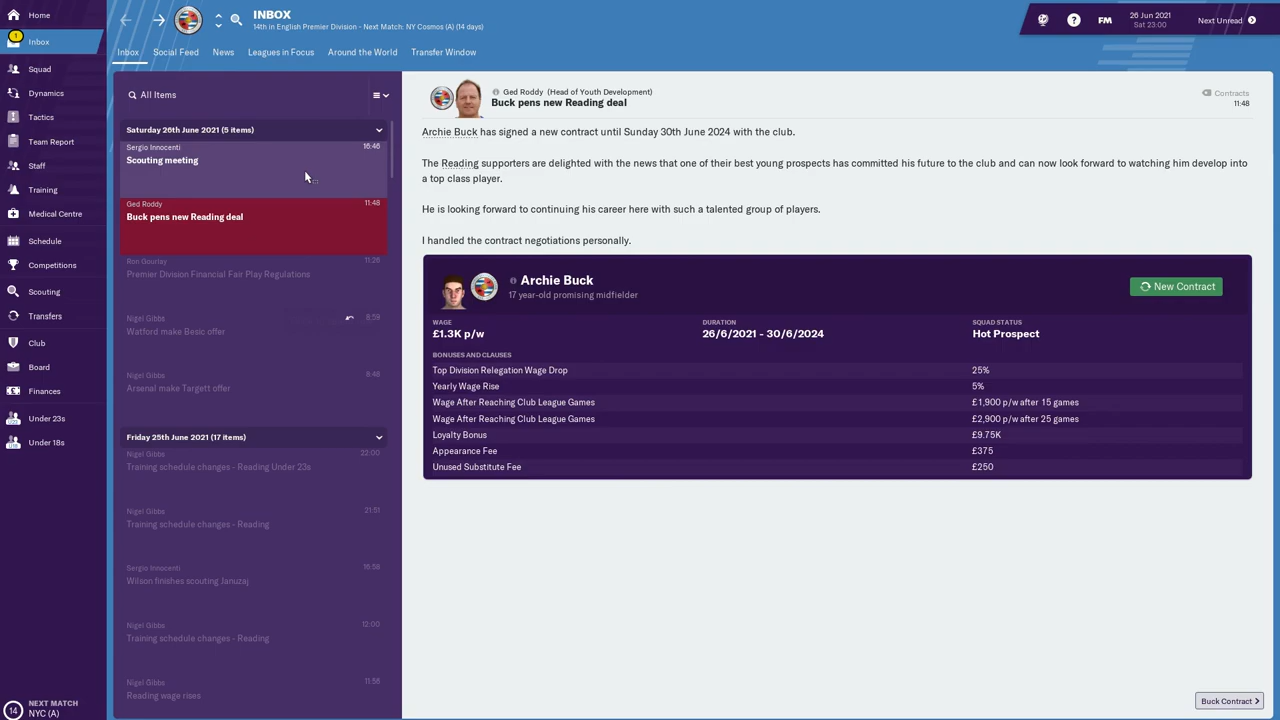 Home
1
Inbox
Squad
Dynamics
Tactics
Team Report
Staff
Training
Medical Centre
Schedule
Competitions
Scouting
Transfers
Club
Board
Finances
Under 23s
Under 18s
14
NEXT MATCH
NYC (A)
INBOX
14th in English Premier Division - Next Match: NY Cosmos (A) (14 days)
?
FM
26 Jun 2021
Sat 23:00
Next Unread
Inbox Social Feed News Leagues in Focus Around the World Transfer Window
All Items
Saturday 26th June 2021 (5 items)
Sergio Innocenti 16:46
Scouting meeting
Ged Roddy 11:48
Buck pens new Reading deal
Ron Gourlay 11:26
Premier Division Financial Fair Play Regulations
Nigel Gibbs 8:59
Watford make Besic offer
Nigel Gibbs 8:48
Arsenal make Targett offer
Friday 25th June 2021 (17 items)
Nigel Gibbs 22:00
Training schedule changes - Reading Under 23s
Nigel Gibbs 21:51
Training schedule changes - Reading
Sergio Innocenti 16:58
Wilson finishes scouting Januzaj
Nigel Gibbs 12:00
Training schedule changes - Reading
Nigel Gibbs 11:56
Reading wage rises
Ged Roddy (Head of Youth Development)
Buck pens new Reading deal
Contracts
11:48
Archie Buck has signed a new contract until Sunday 30th June 2024 with the club.
The Reading supporters are delighted with the news that one of their best young prospects has committed his future to the club and can now look forward to watching him develop into
a top class player.
He is looking forward to continuing his career here with such a talented group of players.
I handled the contract negotiations personally.
Archie Buck
17 year-old promising midfielder
New Contract
WAGE DURATION SQUAD STATUS
£1.3K p/w 26/6/2021 - 30/6/2024 Hot Prospect
BONUSES AND CLAUSES
Top Division Relegation Wage Drop 25%
Yearly Wage Rise 5%
Wage After Reaching Club League Games £1,900 p/w after 15 games
Wage After Reaching Club League Games £2,900 p/w after 25 games
Loyalty Bonus £9.75K
Appearance Fee £375
Unused Substitute Fee £250
Buck Contract